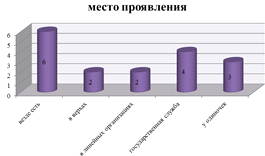 место проявления
6
5
4
3
2
1
0
6
2
2
4
3
везде есть
в верхах
в линейных организациях
государственная служба
у одиночек